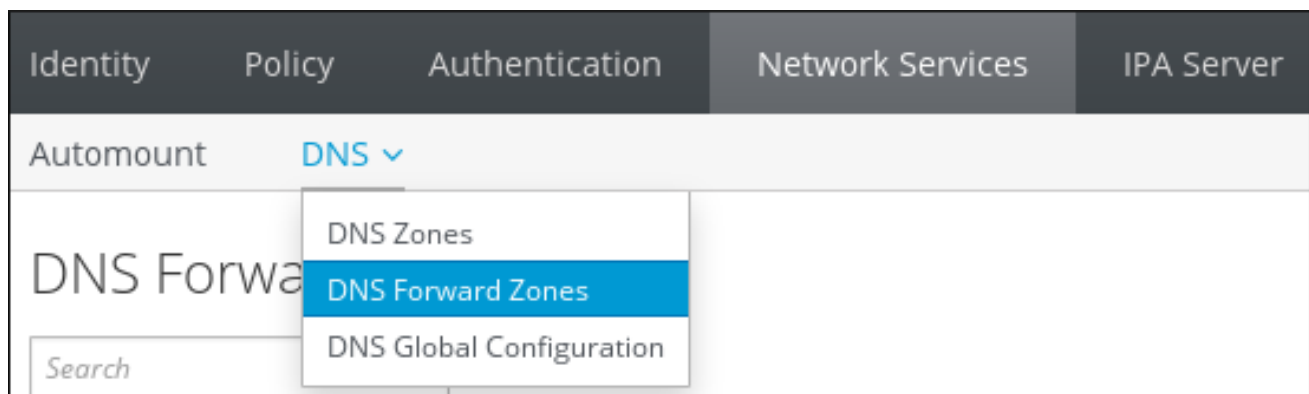 Identity Policy Authentication Network Services IPA Server
Automount DNS
DNS Zones
DNS Forwa
DNS Forward Zones
DNS Global Configuration
Search